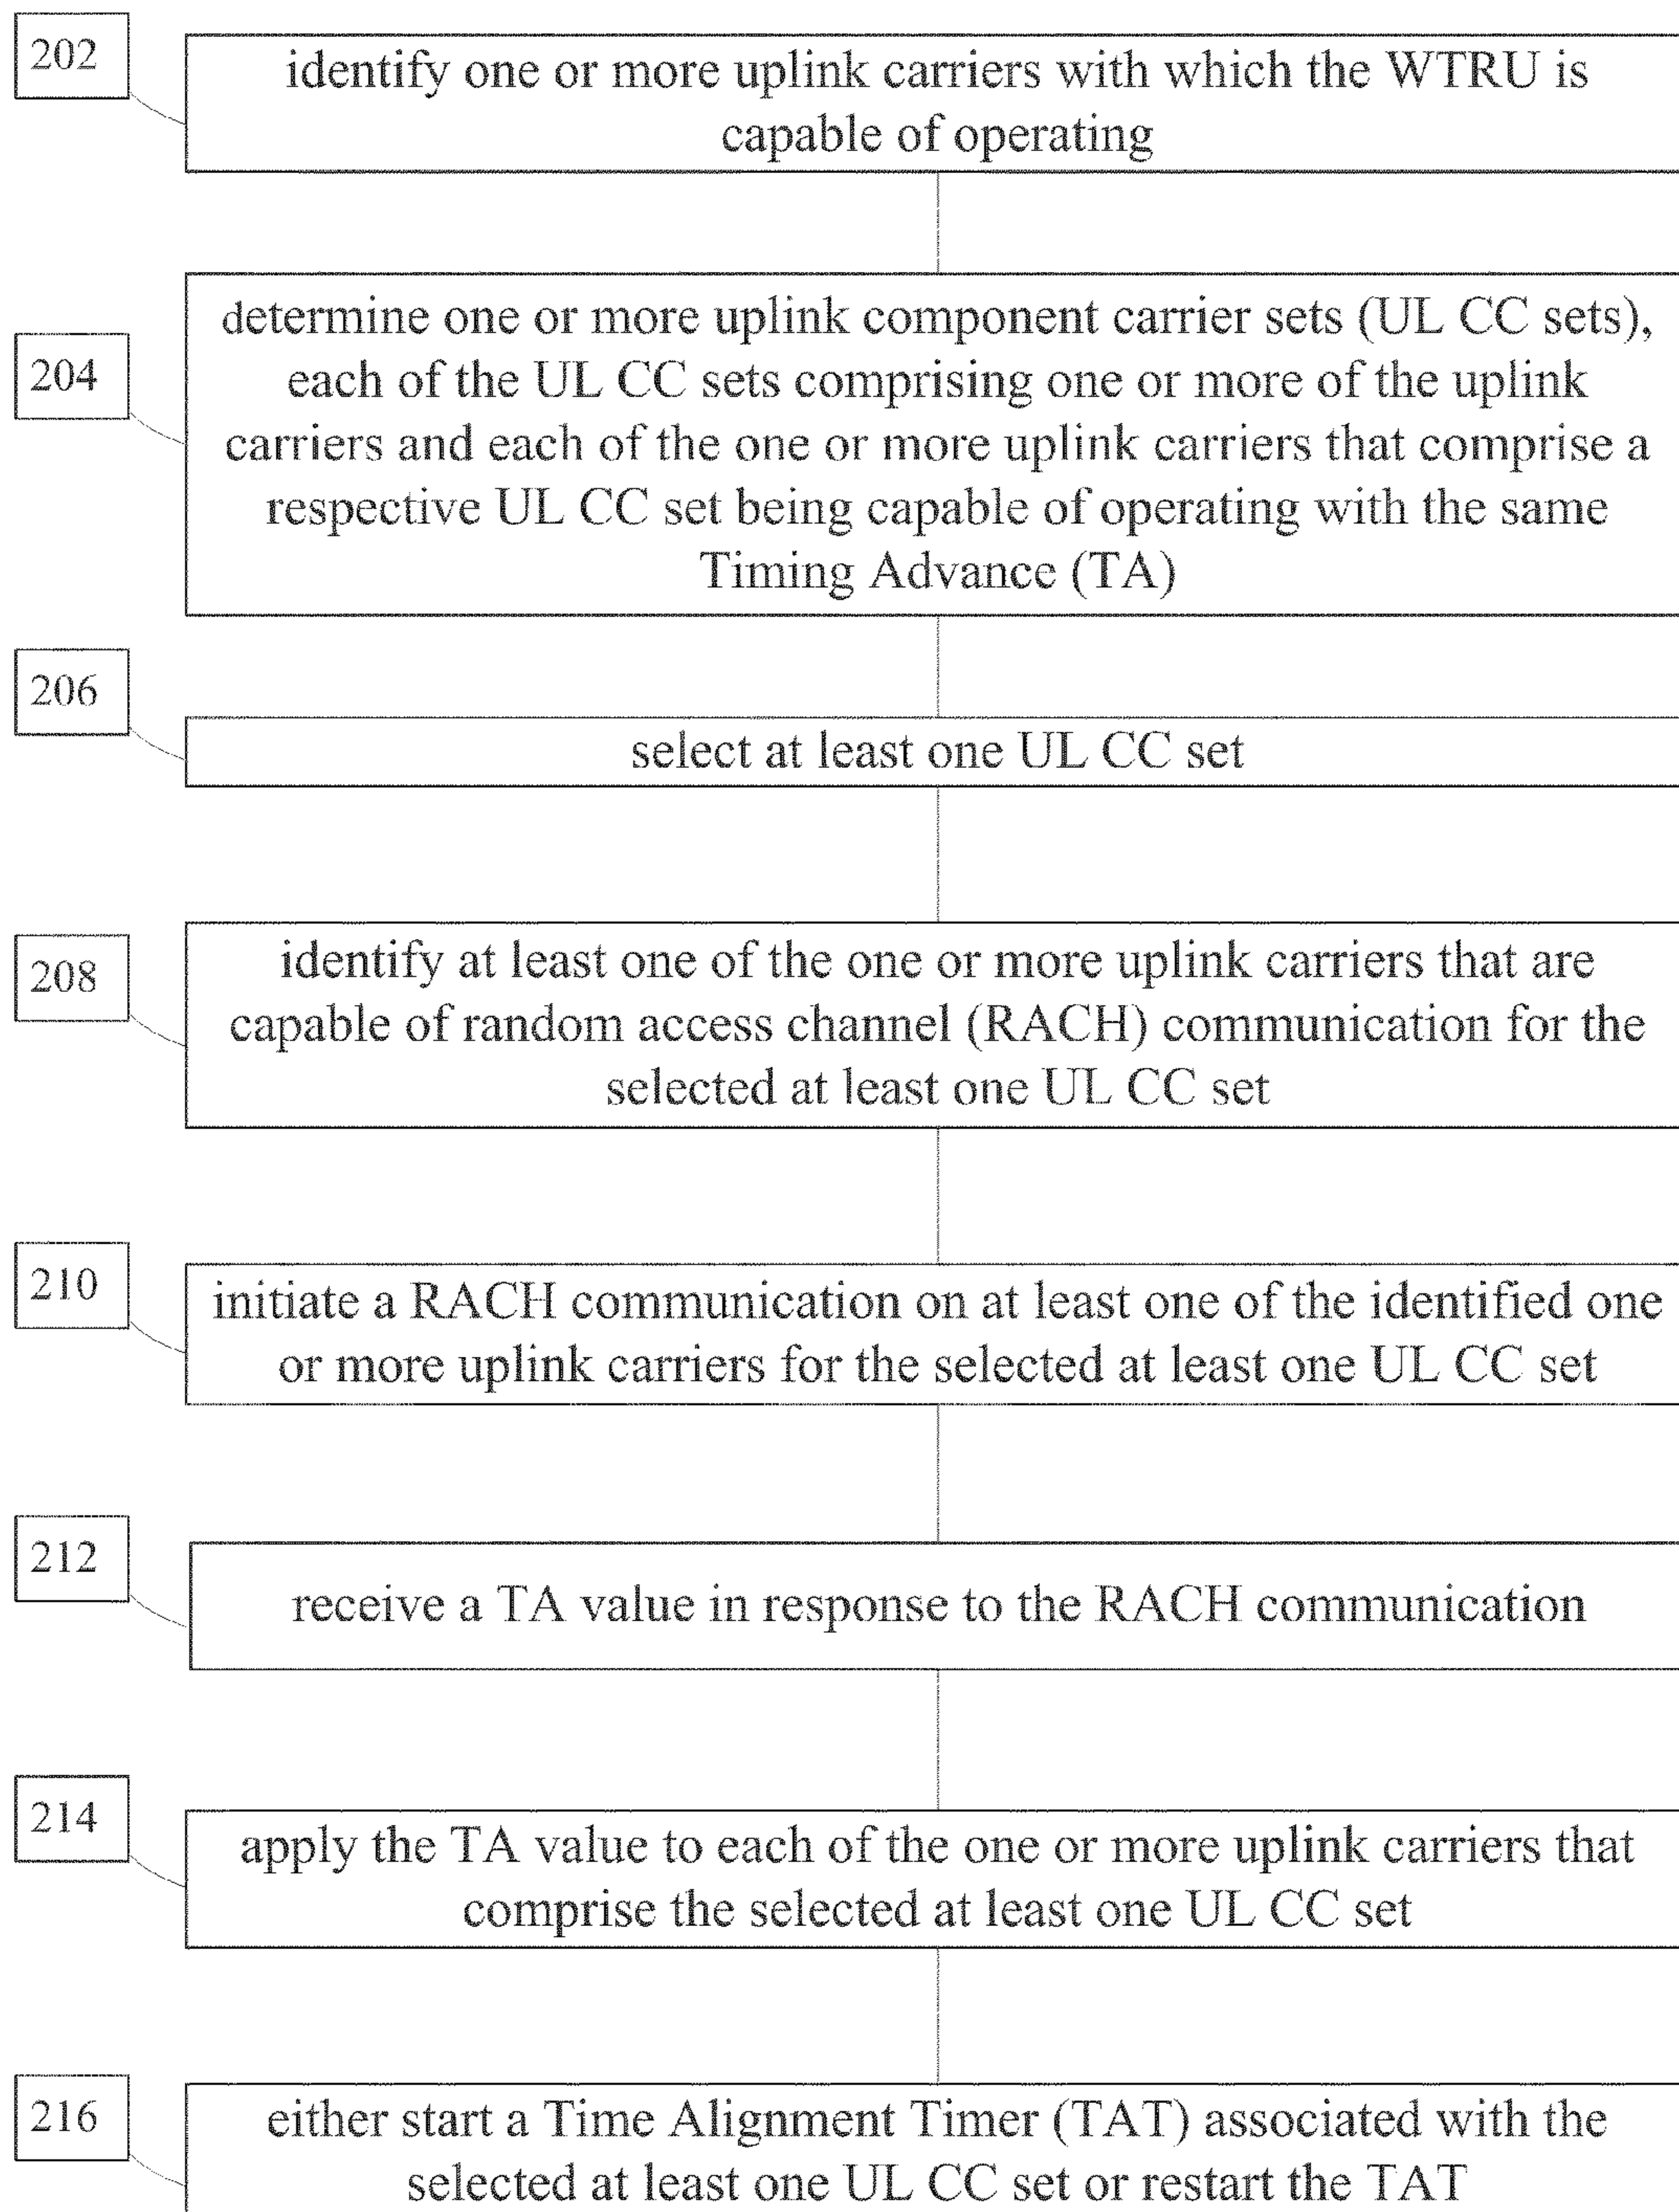 202
identify one or more uplink carriers with which the WTRU is
capable of operating
204
determine one or more uplink component carrier sets (UL CC sets),
each of the UL CC sets comprising one or more of the uplink
carriers and each of the one or more uplink carriers that comprise a
respective UL CC set being capable of operating with the same
Timing Advance (TA)
206
select at least one UL CC set
208
identify at least one of the one or more uplink carriers that are
capable of random access channel (RACH) communication for the
selected at least one UL CC set
210
initiate a RACH communication on at least one of the identified one
or more uplink carriers for the selected at least one UL CC set
212
receive a TA value in response to the RACH communication
214
apply the TA value to each of the one or more uplink carriers that
comprise the selected at least one UL CC set
216
either start a Time Alignment Timer (TAT) associated with the
selected at least one UL CC set or restart the TAT